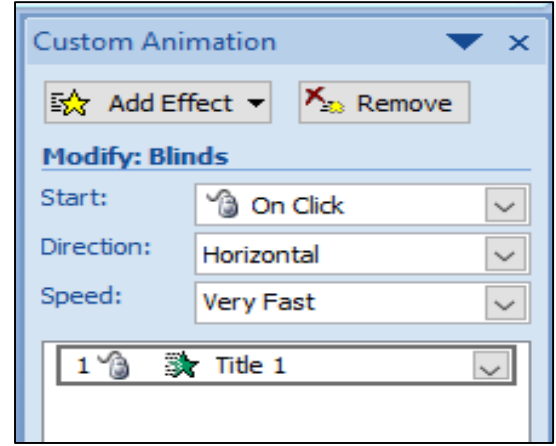 Custom Animation
Add Effect Remove
Modify: Blinds
Start: On Click
Direction: Horizontal
Speed: Very Fast
1 Title 1